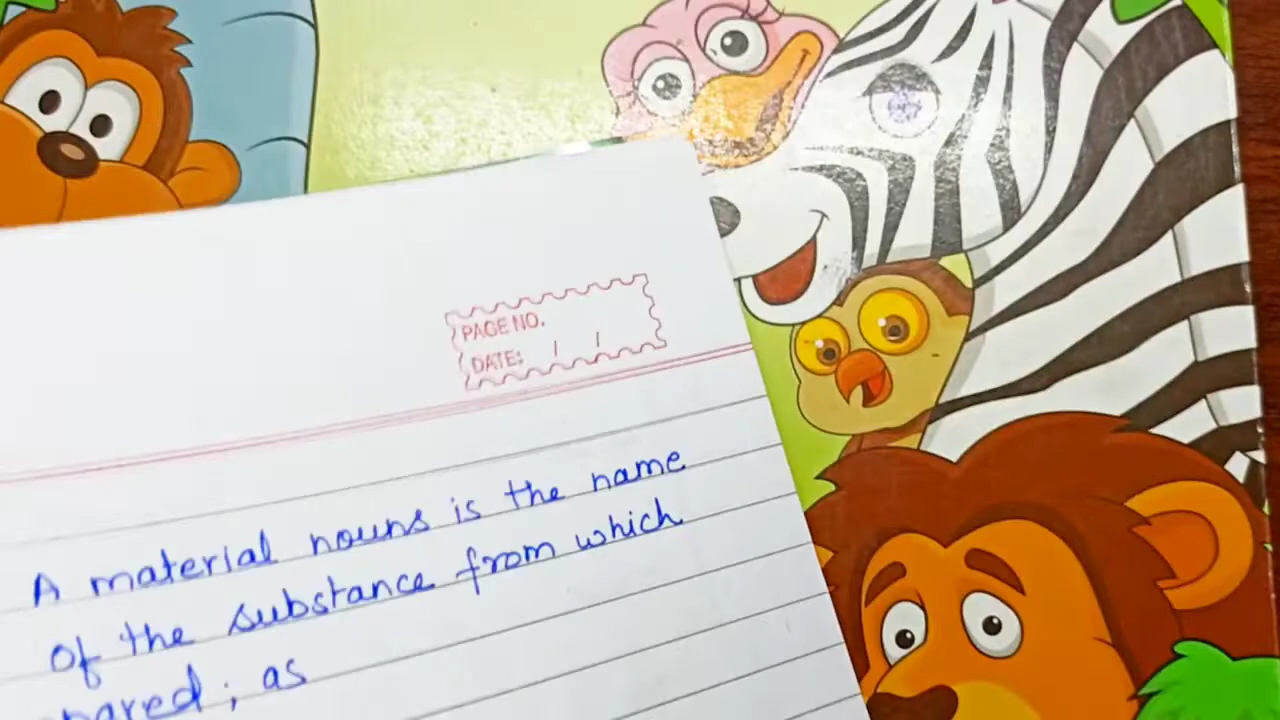 PAGE NO.
DATE: / /
A material nouns is the name
of the substance from which
; as